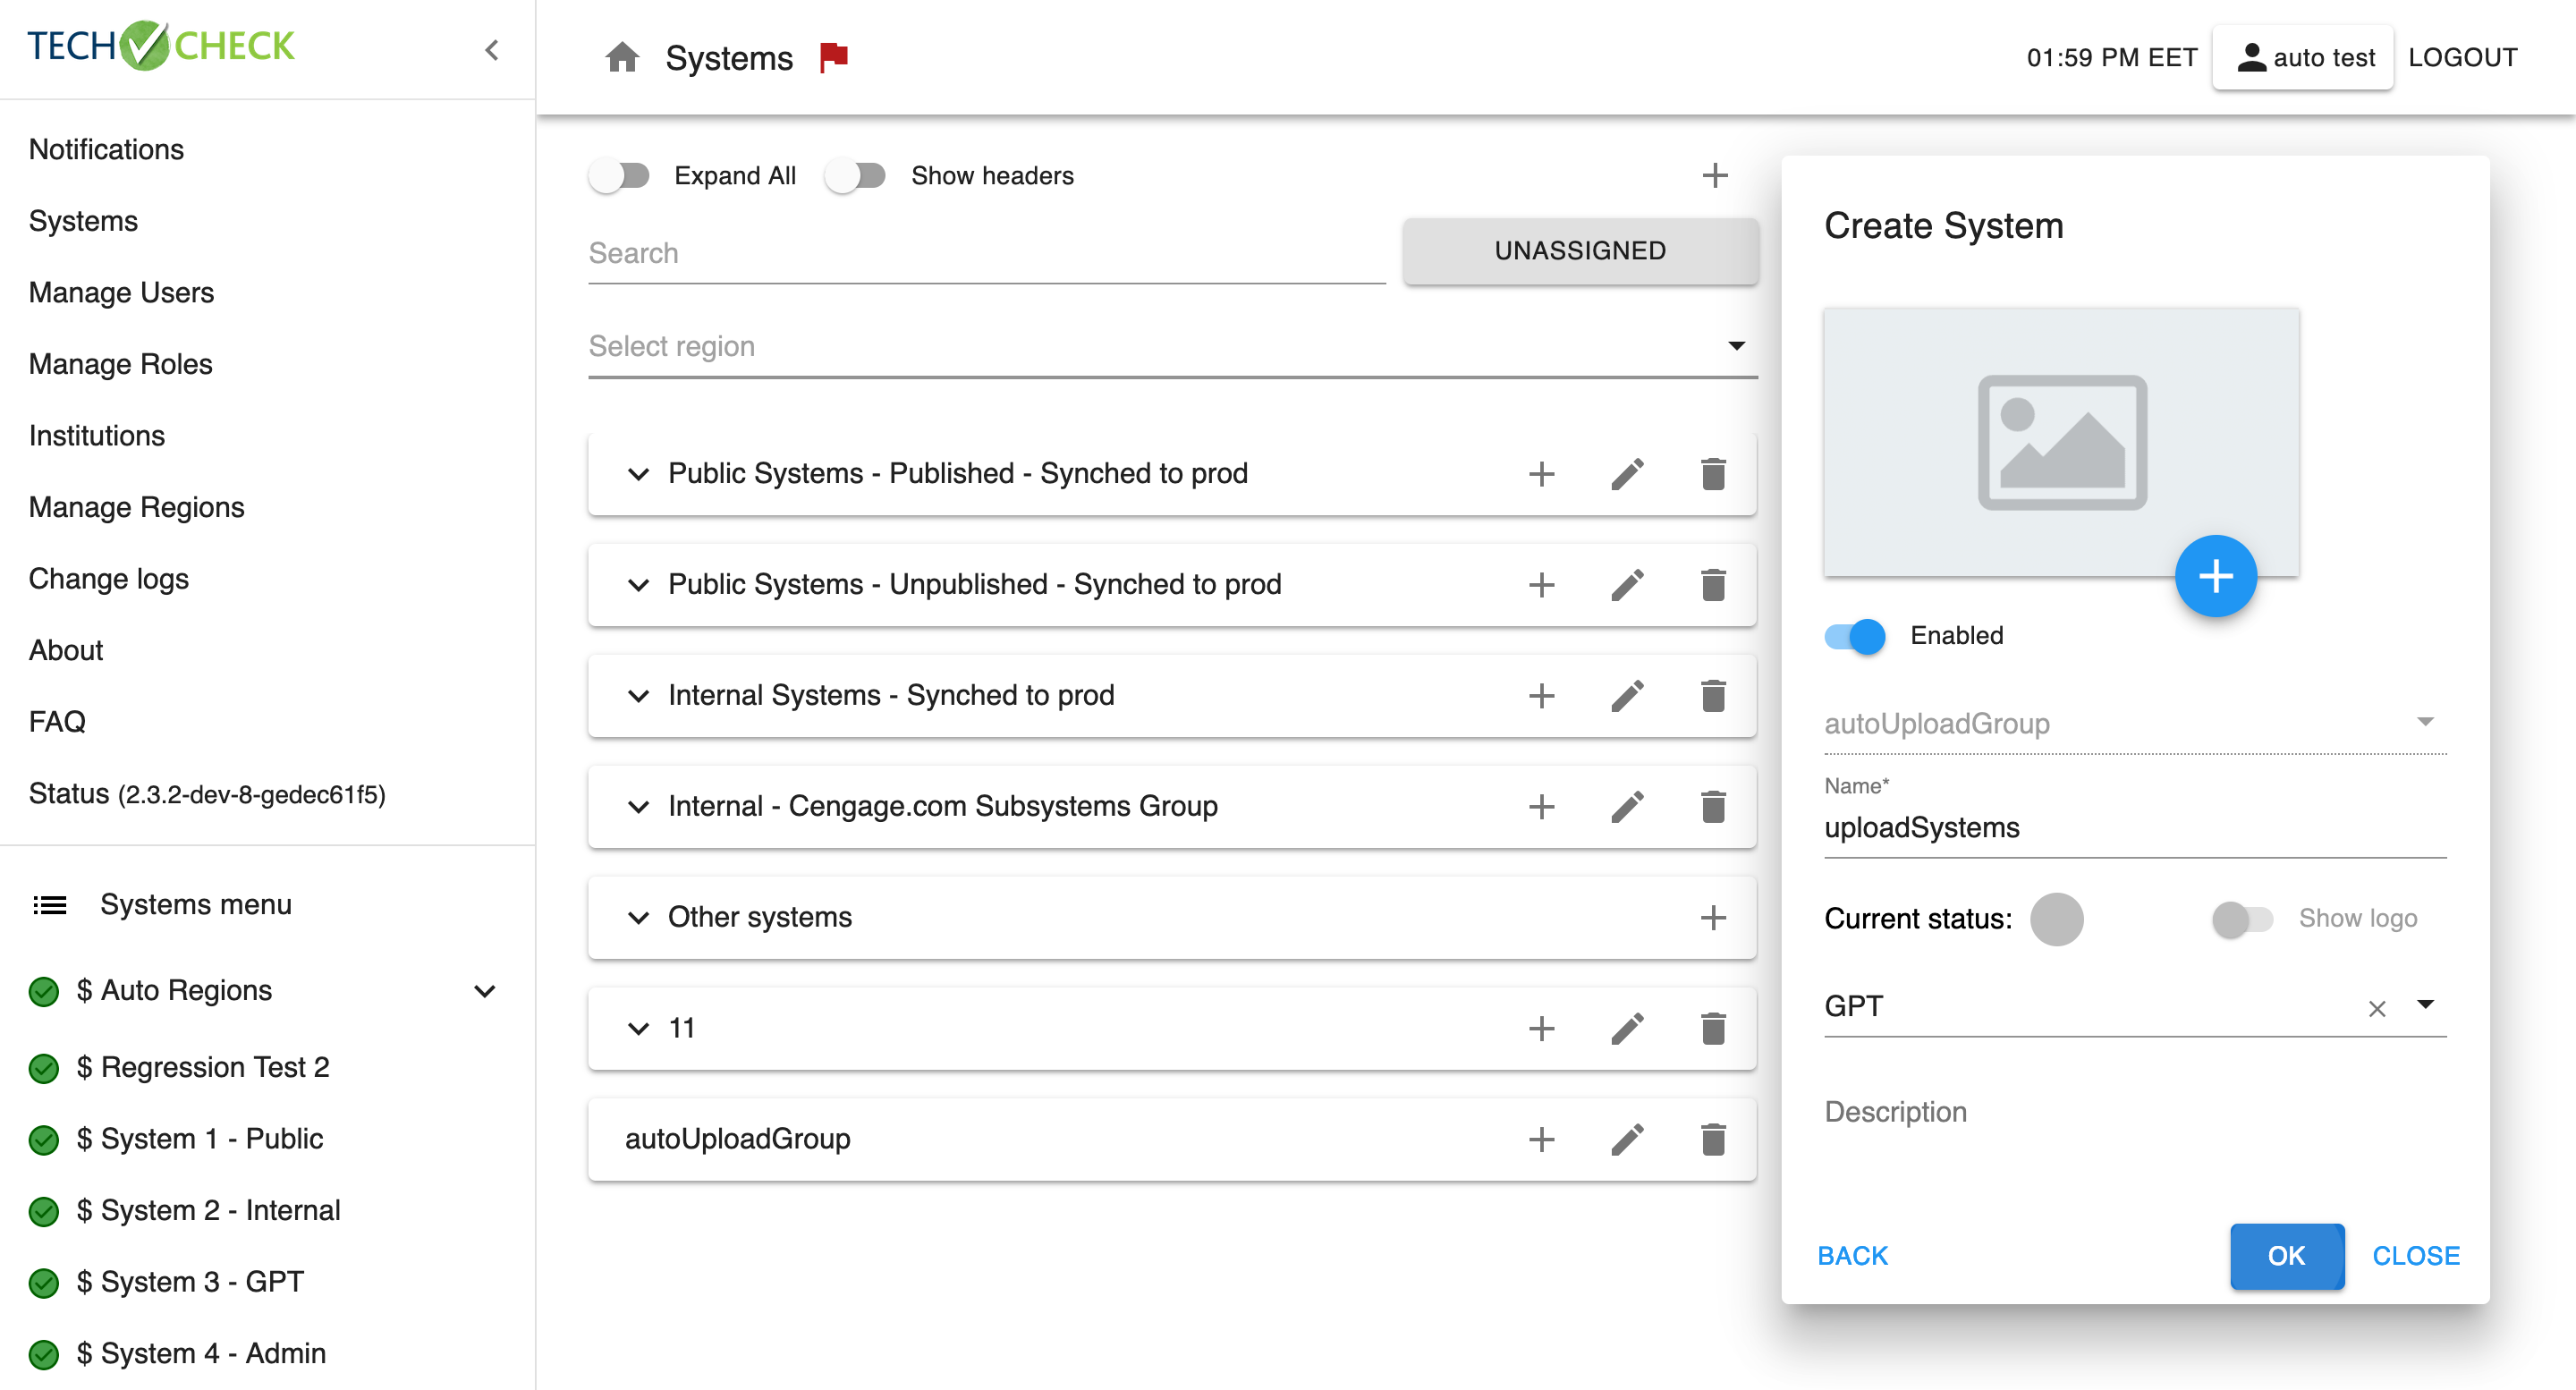 TECH CHECK
Notifications
Systems
Manage Users
Manage Roles
Institutions
Manage Regions
Change logs
About
FAQ
Status (2.3.2-dev-8-gedec61f5)
Systems menu
$ Auto Regions
$ Regression Test 2
$ System 1 - Public
$ System 2 - Internal
$ System 3 - GPT
$ System 4 - Admin
Systems
01:59 PM EET
auto test
LOGOUT
Expand All
Show headers
Search
UNASSIGNED
Select region
Public Systems - Published - Synched to prod
Public Systems - Unpublished - Synched to prod
Internal Systems - Synched to prod
Internal - Cengage.com Subsystems Group
Other systems
11
autoUploadGroup
Create System
Enabled
autoUploadGroup
Name*
uploadSystems
Current status:
Show logo
GPT
Description
BACK
OK
CLOSE